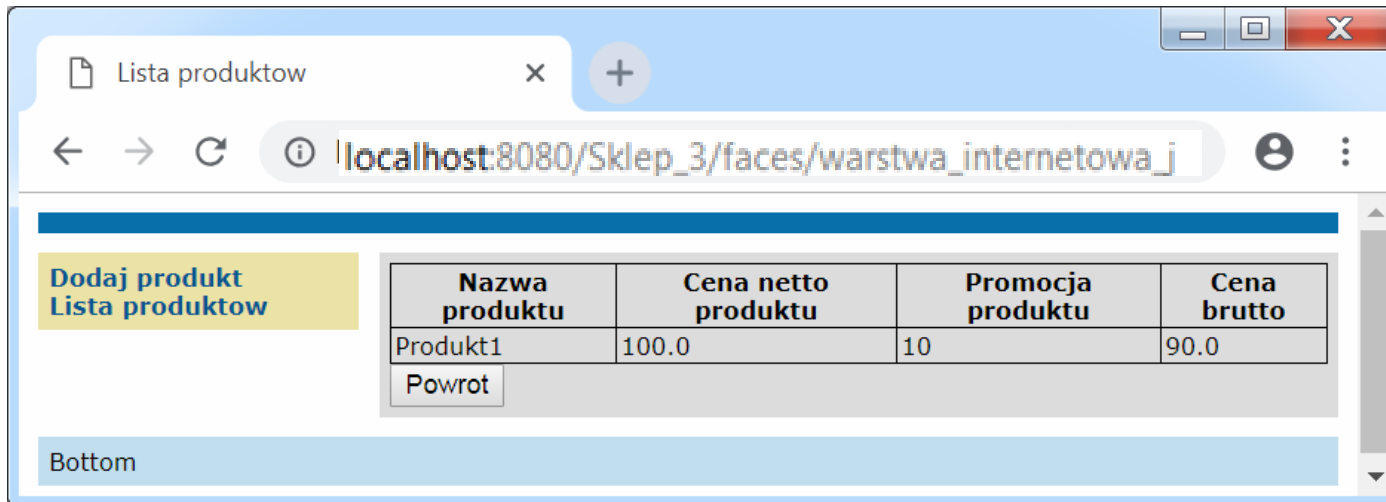 Lista produktow
localhost:8080/Sklep_3/faces/warstwa_internetowa_j
Dodaj produkt
Lista produktow
Nazwa produktu Cena netto produktu Promocja produktu Cena brutto
Produkt1 100.0 10 90.0
Powrot
Bottom